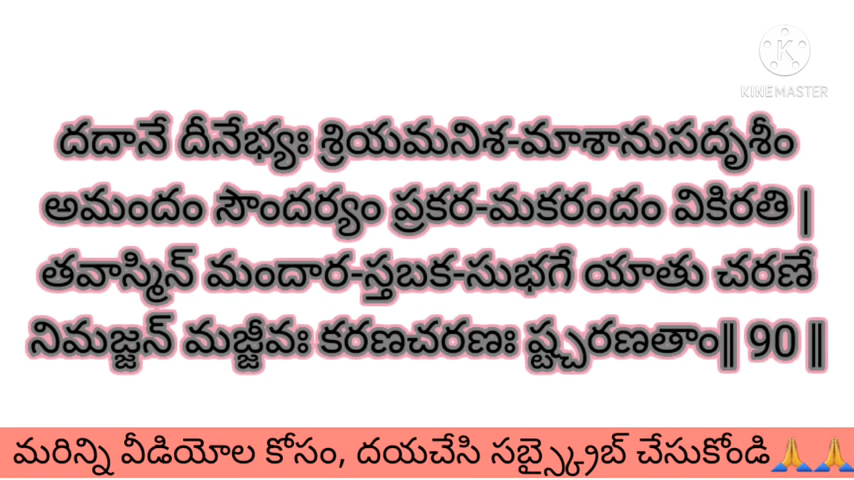 KINEMASTER
దదానే దీనేభ్యః శ్రియమనిశ-మాశానుసదృశీం
అమందం సౌందర్యం ప్రకర-మకరందం వికిరతి |
తవాస్మిన్ మందార-స్తబక-సుభగే యాతు చరణే
నిమజ్జన్ మజ్జీవః కరణచరణః ష్ట్చరణతాం|| 90 ||
మరిన్ని వీడియోల కోసం, దయచేసి సబ్స్క్రైబ్ చేసుకోండి🙏🙏